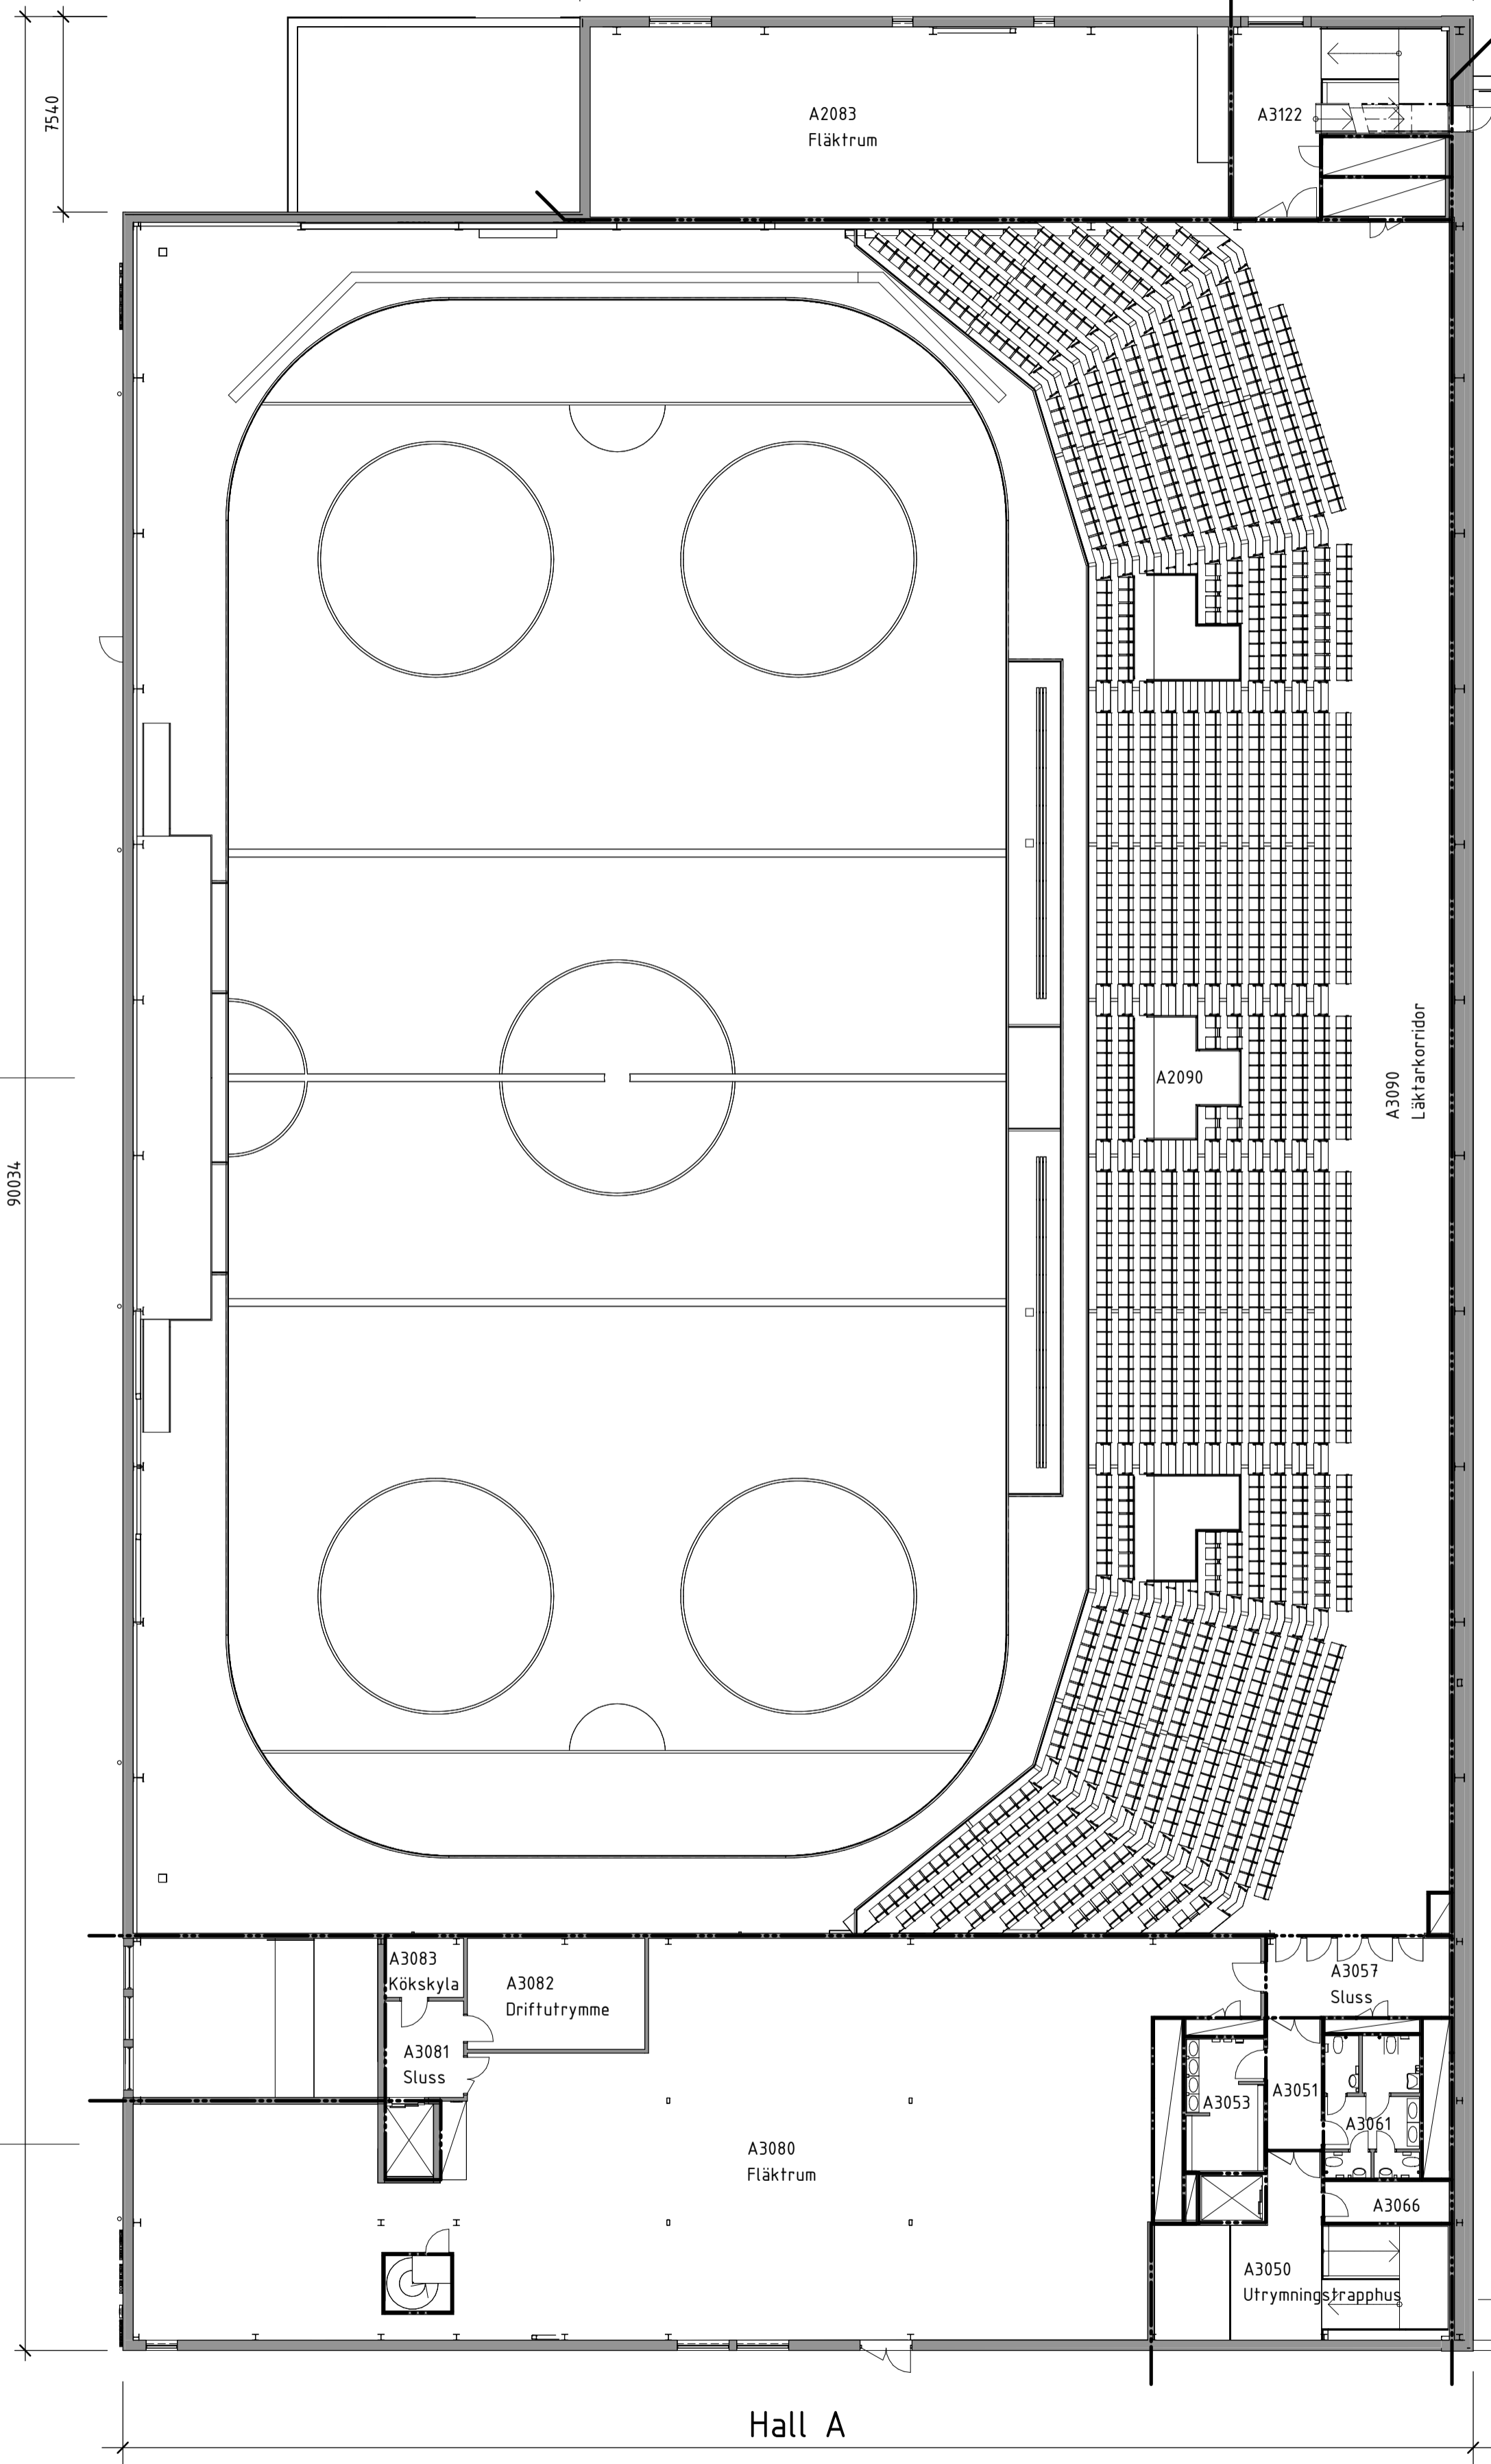 7540
A2083
Fläktrum
A3122
90034
A2090
A3090
Läktarkorridor
A3083
Kökskyla
A3082
Driftutrymme
A3081
Sluss
A3057
Sluss
A3053
A3051
A3061
A3080
Fläktrum
A3066
A3050
Utrymningstrapphus
Hall A